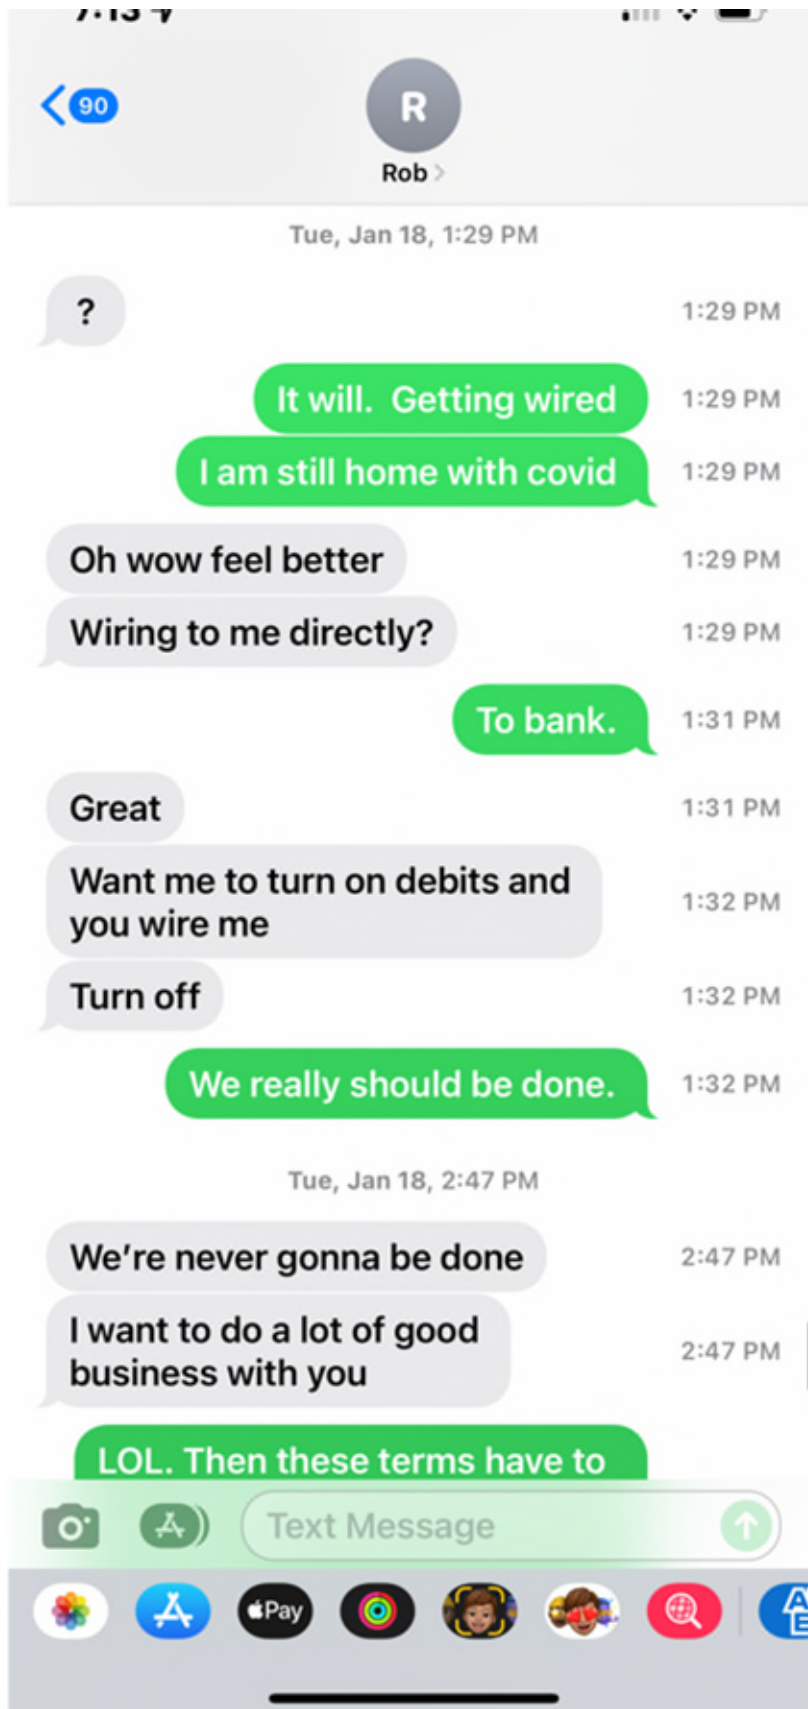 7:13
90
R
Rob
Tue, Jan 18, 1:29 PM
?
1:29 PM
It will.  Getting wired
1:29 PM
I am still home with covid
1:29 PM
Oh wow feel better
1:29 PM
Wiring to me directly?
1:29 PM
To bank.
1:31 PM
Great
1:31 PM
Want me to turn on debits and
you wire me
1:32 PM
Turn off
1:32 PM
We really should be done.
1:32 PM
Tue, Jan 18, 2:47 PM
We're never gonna be done
2:47 PM
I want to do a lot of good
business with you
2:47 PM
LOL. Then these terms have to
Text Message
Pay